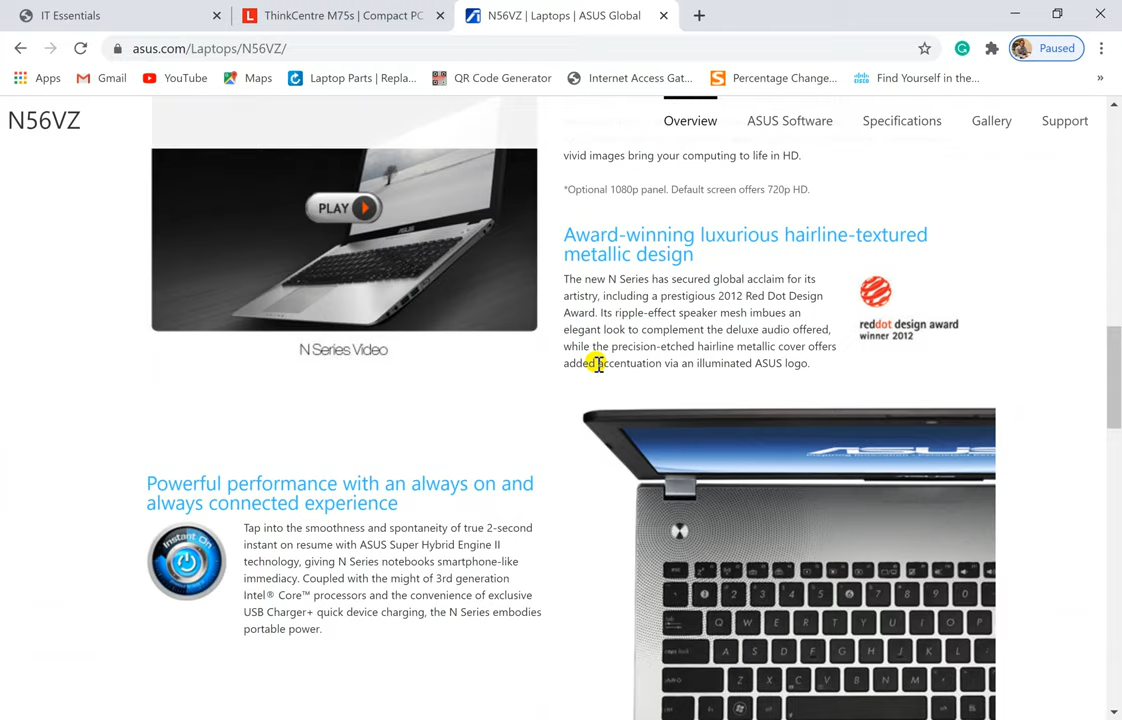 IT Essentials
ThinkCentre M75s | Compact PC
N56VZ | Laptops | ASUS Global
asus.com/Laptops/N56VZ/
Paused
Apps
Gmail
YouTube
Maps
Laptop Parts | Repla...
QR Code Generator
Internet Access Gat...
Percentage Change...
Find Yourself in the...
»
N56VZ
Overview
ASUS Software
Specifications
Gallery
Support
vivid images bring your computing to life in HD.
*Optional 1080p panel. Default screen offers 720p HD.
PLAY
ASUS
N Series Video
Award-winning luxurious hairline-textured
metallic design
The new N Series has secured global acclaim for its
artistry, including a prestigious 2012 Red Dot Design
Award. Its ripple-effect speaker mesh imbues an
elegant look to complement the deluxe audio offered,
while the precision-etched hairline metallic cover offers
added accentuation via an illuminated ASUS logo.
reddot design award
winner 2012
Powerful performance with an always on and
always connected experience
Instant On
Tap into the smoothness and spontaneity of true 2-second
instant on resume with ASUS Super Hybrid Engine II
technology, giving N Series notebooks smartphone-like
immediacy. Coupled with the might of 3rd generation
Intel® Core™ processors and the convenience of exclusive
USB Charger+ quick device charging, the N Series embodies
portable power.